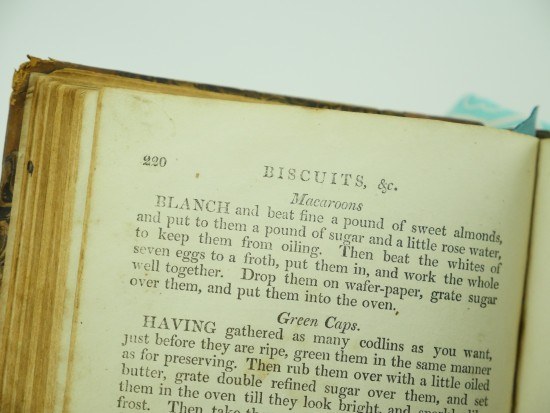 220
BISCUITS, &c.
Macaroons
BLANCH and beat fine a pound of sweet almonds,
and put to them a pound of sugar and a little rose water,
to keep them from oiling. Then beat the whites of
seven eggs to a froth, put them in, and work the whole
well together. Drop them on wafer-paper, grate sugar
over them, and put them into the oven.
Green Caps.
HAVING gathered as many codlins as you want,
just before they are ripe, green them in the same manner
as for preserving. Then rub them over with a little oiled
butter, grate double refined sugar over them, and set
them in the oven till they look bright, and sparkle
frost. Then take